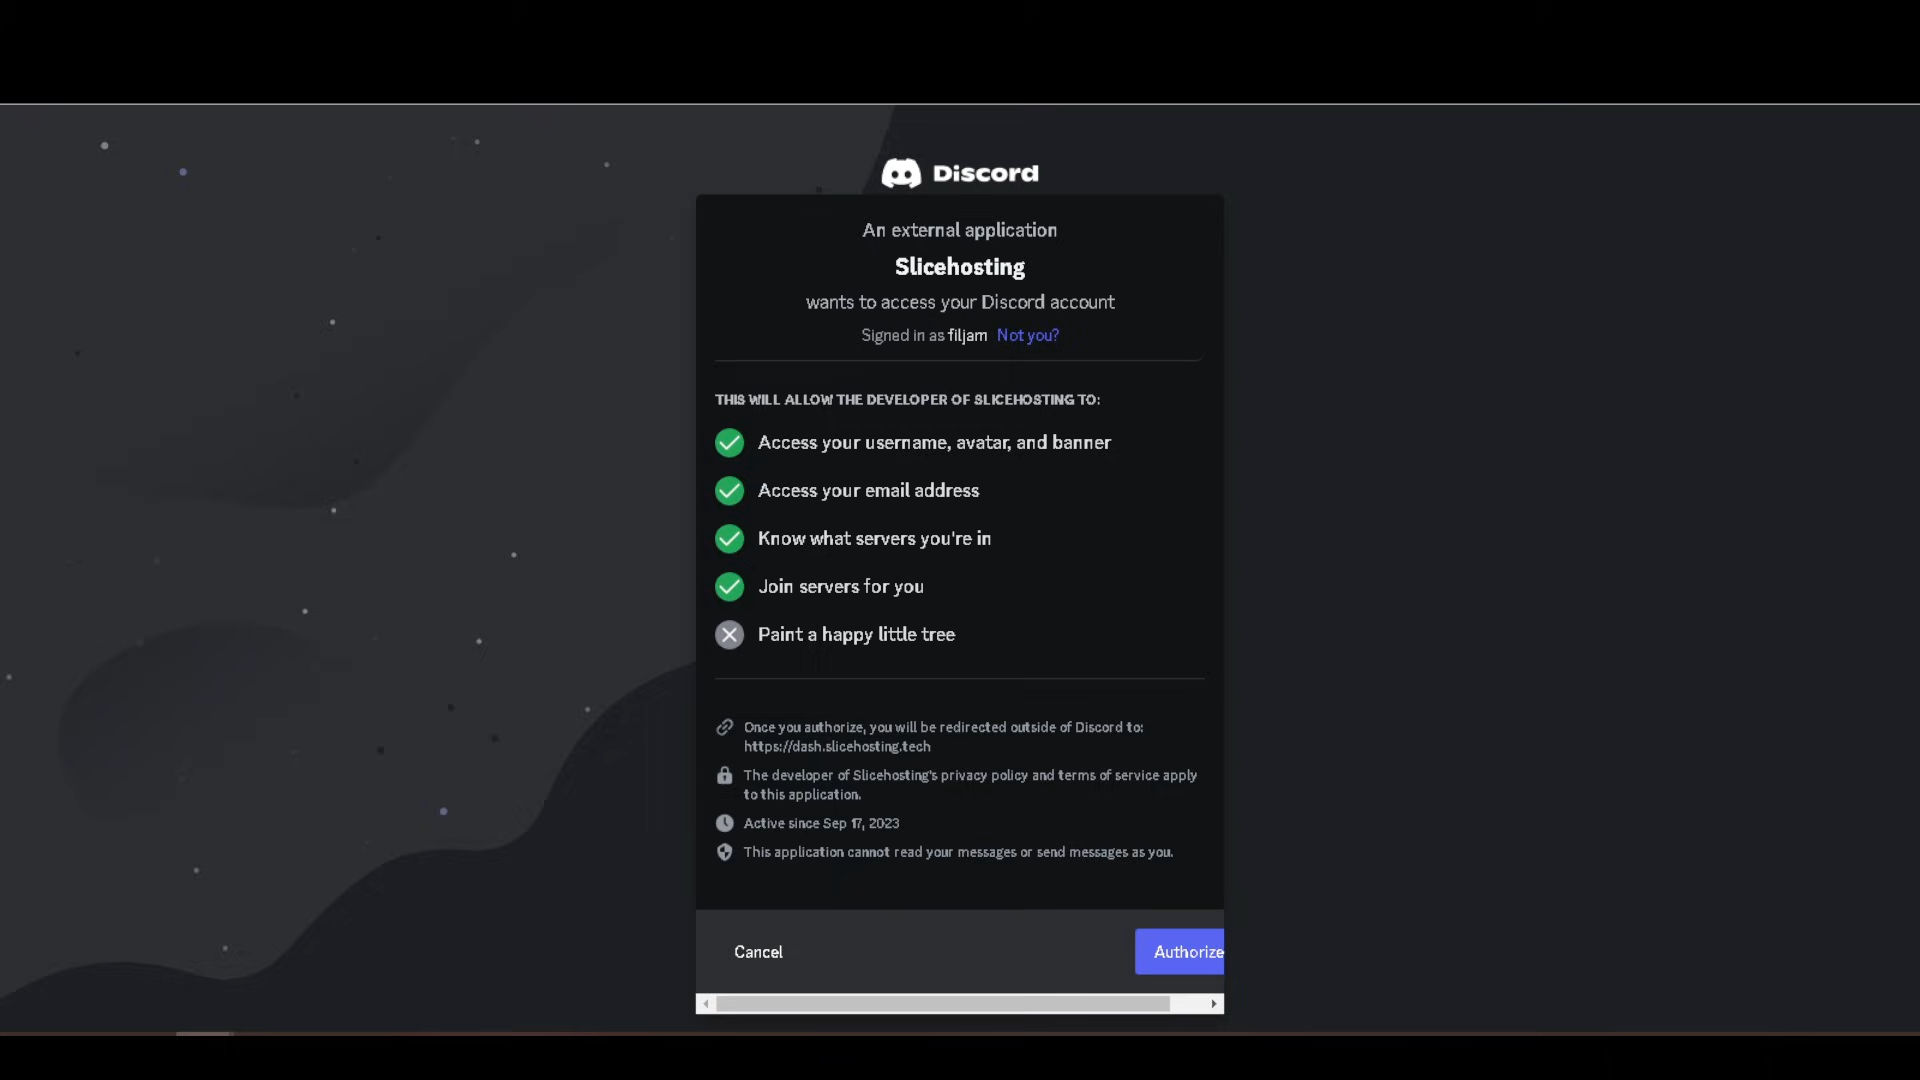 Discord
An external application
Slicehosting
wants to access your Discord account
Signed in as filjam Not you?
THIS WILL ALLOW THE DEVELOPER OF SLICEHOSTING TO:
Access your username, avatar, and banner
Access your email address
Know what servers you're in
Join servers for you
Paint a happy little tree
Once you authorize, you will be redirected outside of Discord to:
https://dash.slicehosting.tech
The developer of Slicehosting's privacy policy and terms of service apply
to this application.
Active since Sep 17, 2023
This application cannot read your messages or send messages as you.
Cancel
Authorize